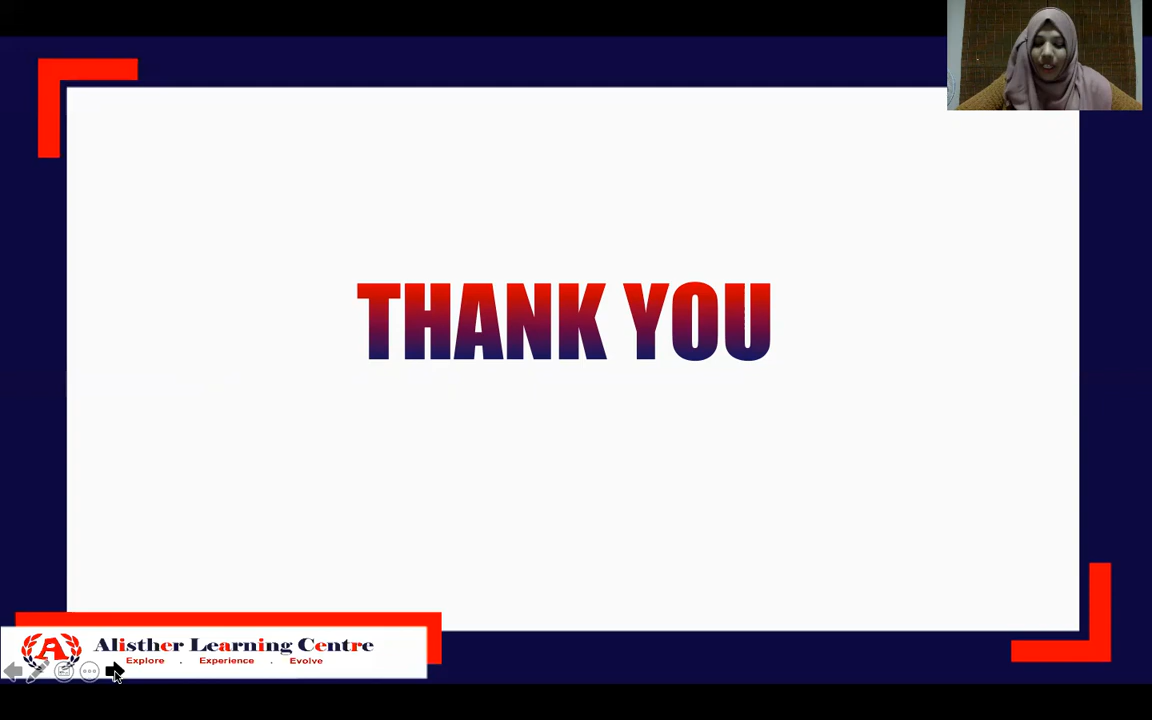 THANK YOU
A
Alisther Learning Centre
Explore . Experience . Evolve